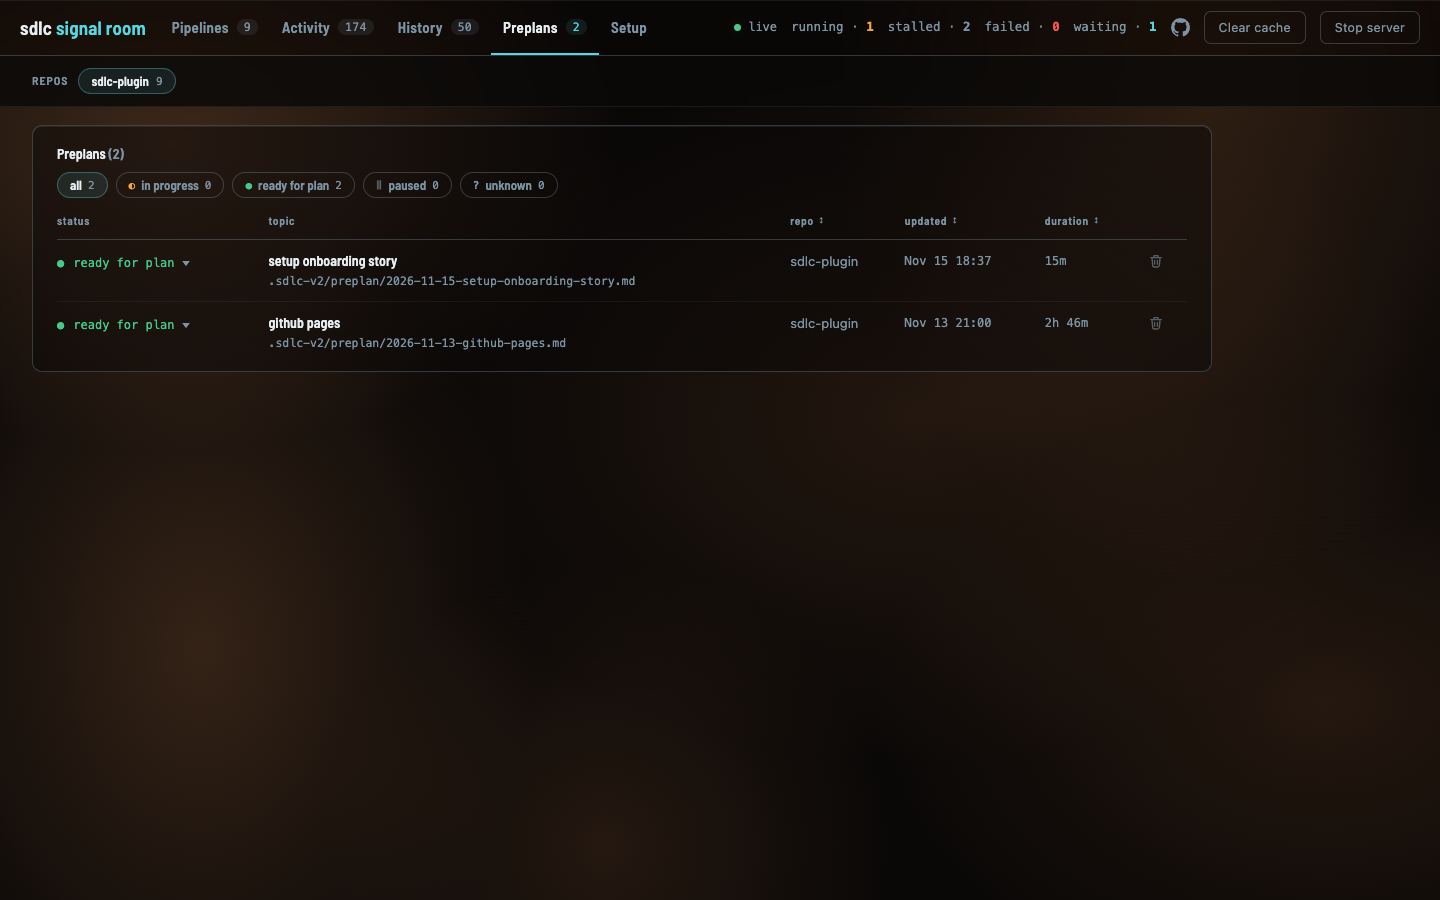 sdlc signal room Pipelines 9 Activity 174 History 50 Preplans 2 Setup live running · 1 stalled · 2 failed · 0 waiting · 1 Clear cache Stop server
REPOS sdlc-plugin 9
Preplans (2)
all 2 in progress 0 ready for plan 2 paused 0 ? unknown 0
status topic repo updated duration
ready for plan setup onboarding story sdlc-plugin Nov 15 18:37 15m
.sdlc-v2/preplan/2026-11-15-setup-onboarding-story.md
ready for plan github pages sdlc-plugin Nov 13 21:00 2h 46m
.sdlc-v2/preplan/2026-11-13-github-pages.md